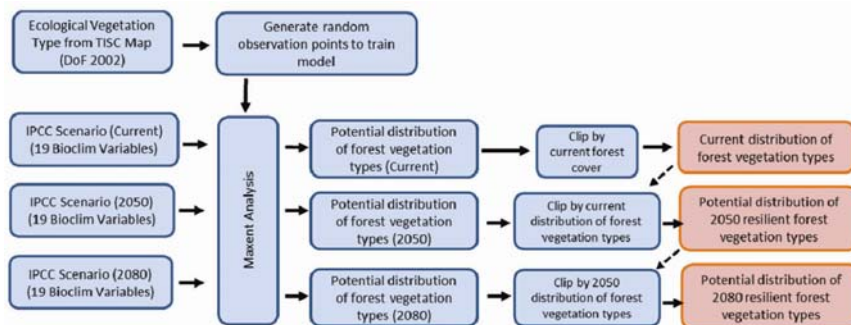 Ecological Vegetation
Type from TISC Map
(DoF 2002)
Generate random
observation points to train
model
IPCC Scenario (Current)
(19 Bioclim Variables)
IPCC Scenario (2050)
(19 Bioclim Variables)
IPCC Scenario (2080)
(19 Bioclim Variables)
Maxent Analysis
Potential distribution
of forest vegetation
types (Current)
Clip by
current forest
cover
Current distribution of
forest vegetation types
Potential distribution
of forest vegetation
types (2050)
Clip by current
distribution of forest
vegetation types
Potential distribution of
2050 resilient forest
vegetation types
Potential distribution
of forest vegetation
types (2080)
Clip by 2050
distribution of forest
vegetation types
Potential distribution of
2080 resilient forest
vegetation types